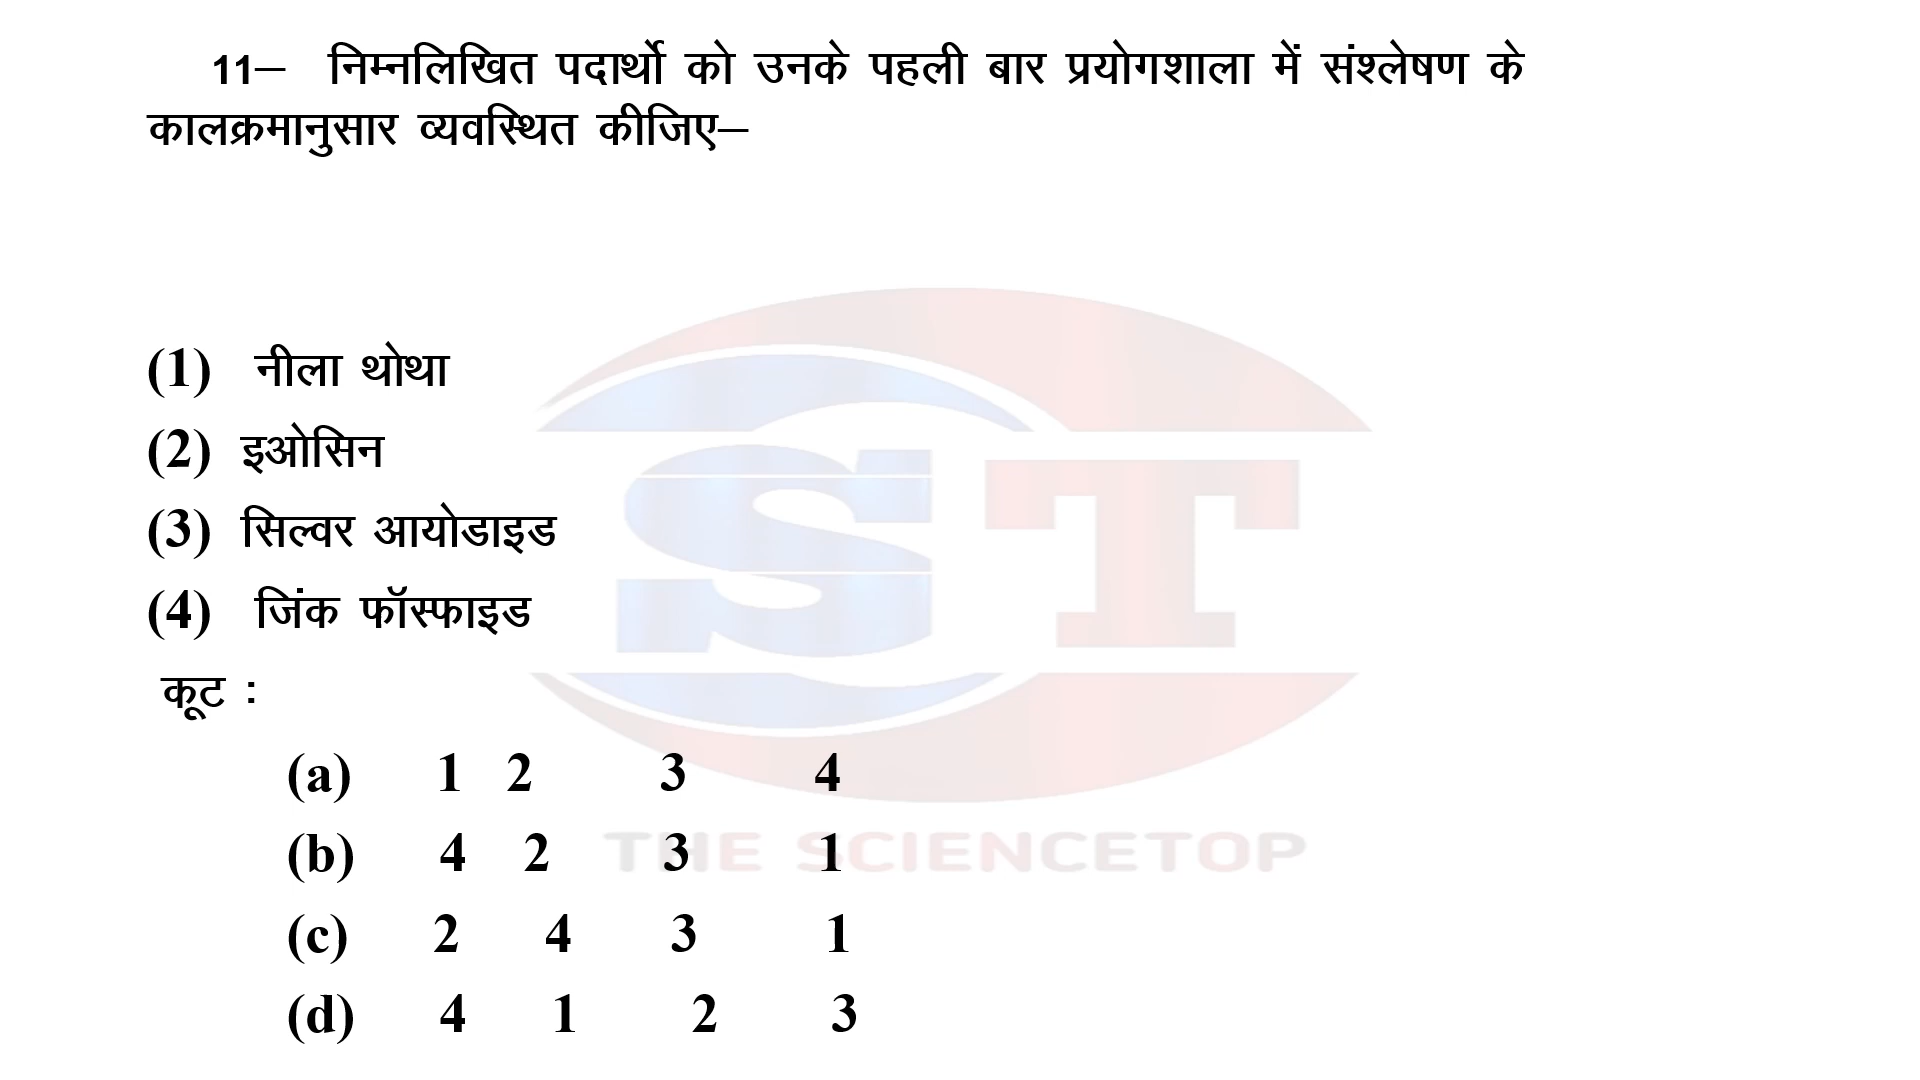 11– निम्नलिखित पदार्थो को उनके पहली बार प्रयोगशाला में संश्लेषण के
कालक्रमानुसार व्यवस्थित कीजिए–
(1) नीला थोथा
(2) इओसिन
(3) सिल्वर आयोडाइड
(4) जिंक फॉस्फाइड
कूट :
(a) 1 2 3 4
(b) 4 2 3 1
(c) 2 4 3 1
(d) 4 1 2 3
ST
THE SCIENCETOP